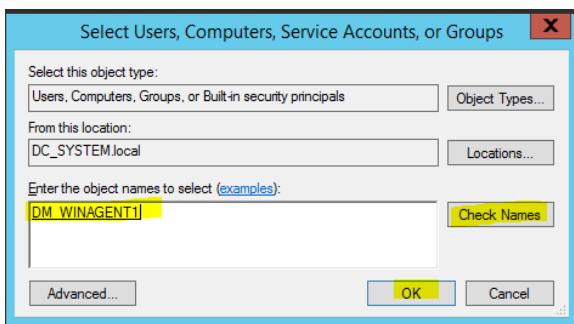 Select Users, Computers, Service Accounts, or Groups
X
Select this object type:
Users, Computers, Groups, or Built-in security principals
Object Types...
From this location:
DC_SYSTEM.local
Locations...
Enter the object names to select (examples):
DM_WINAGENT1
Check Names
Advanced...
OK
Cancel